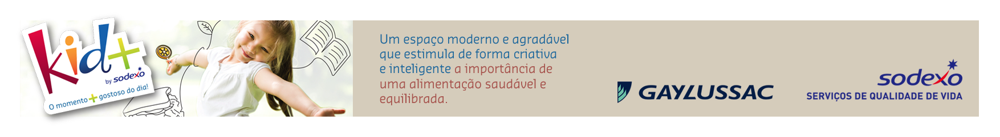 kid+
by sodexo
O momento + gostoso do dia!
Um espaço moderno e agradável
que estimula de forma criativa
e inteligente a importância de
uma alimentação saudável e
equilibrada.
GAYLUSSAC
sodexo
SERVIÇOS DE QUALIDADE DE VIDA